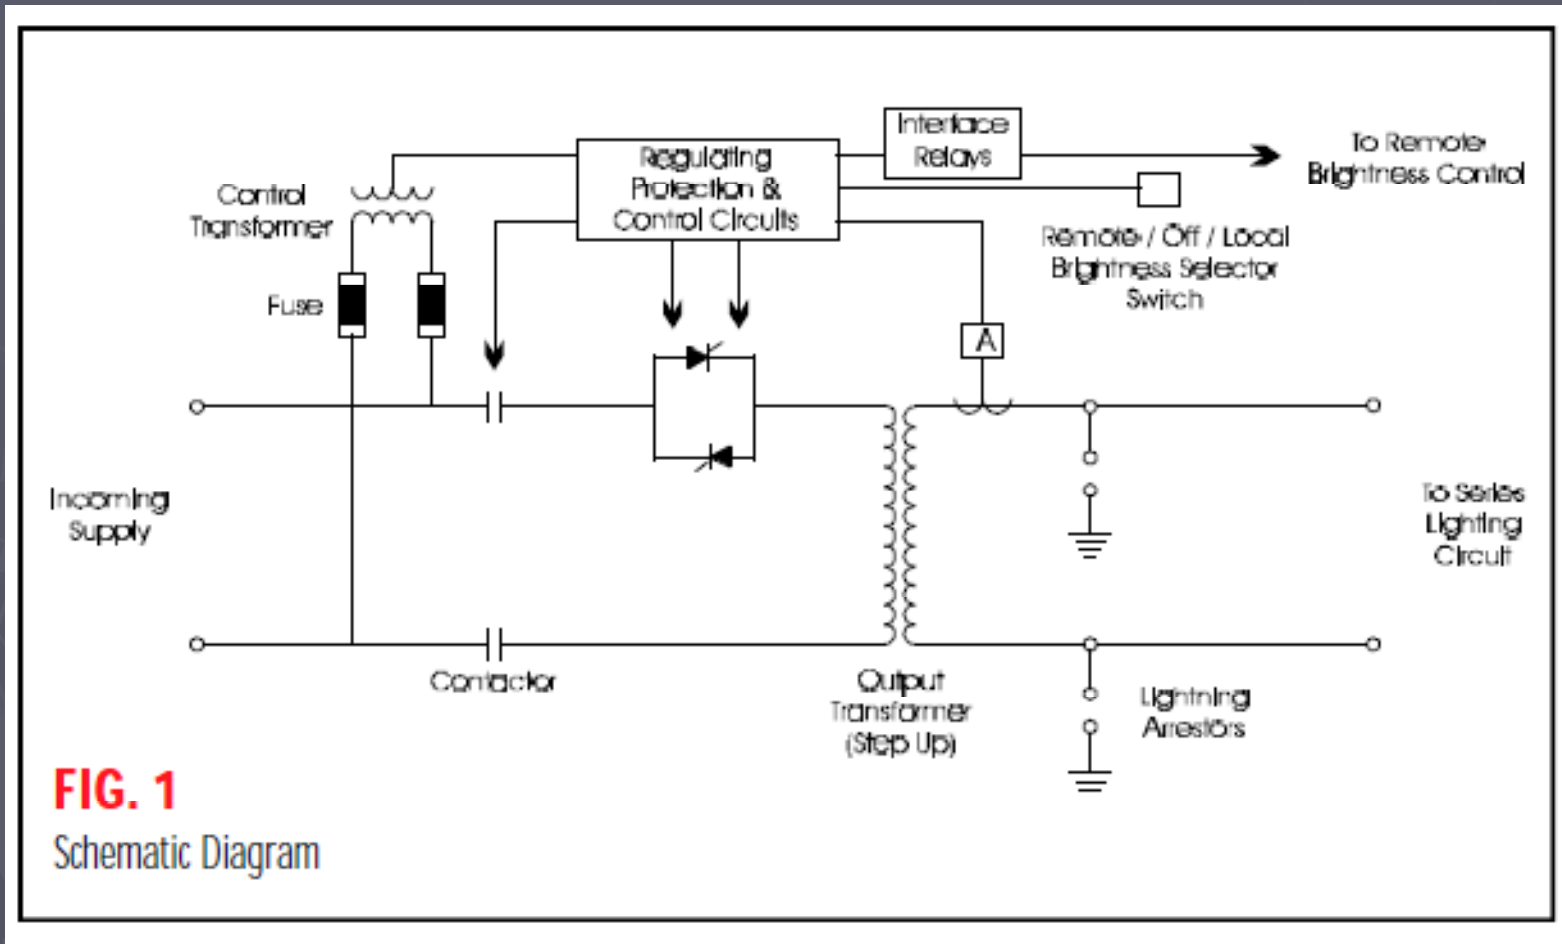 Interface
Relays
To Remote
Brightness Control
Regulating
Protection &
Control Circuits
Control
Transformer
Remote / Off / Local
Brightness Selector
Switch
Fuse
A
Incoming
Supply
To Series
Lighting
Circuit
Contactor
Output
Transformer
(Step Up)
Lightning
Arrestors
FIG. 1
Schematic Diagram